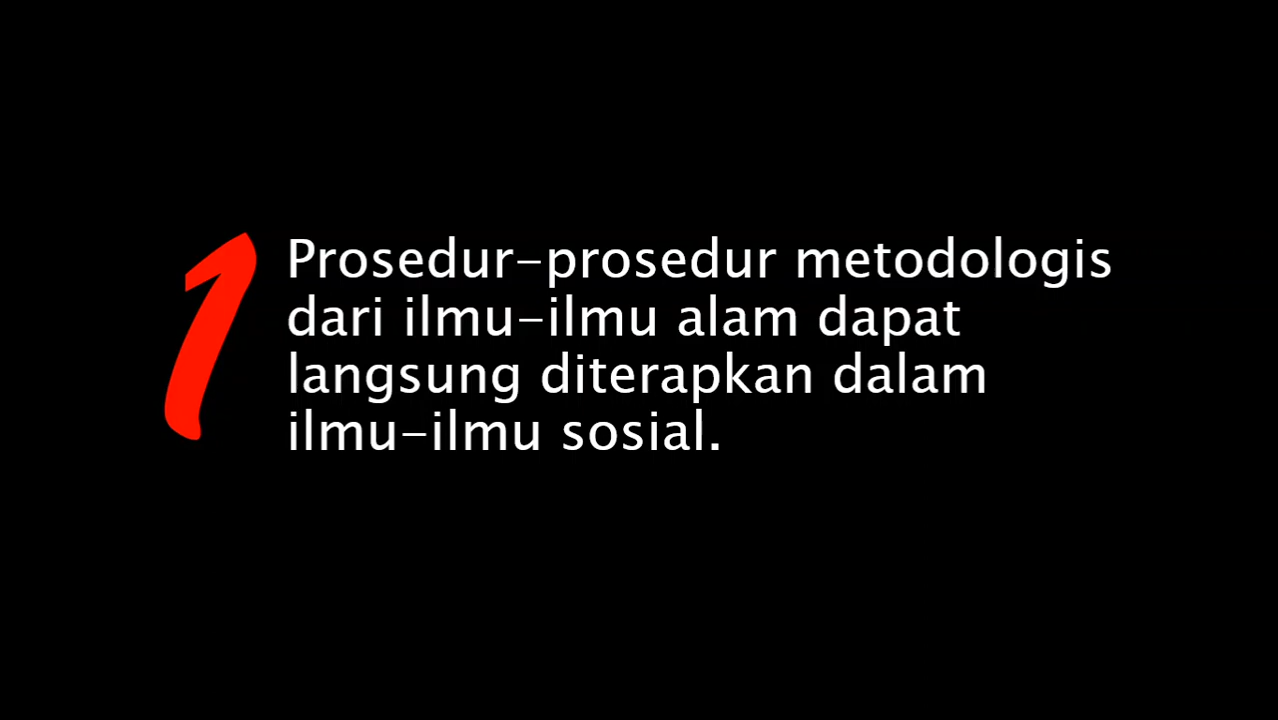 1
Prosedur-prosedur metodologis
dari ilmu-ilmu alam dapat
langsung diterapkan dalam
ilmu-ilmu sosial.